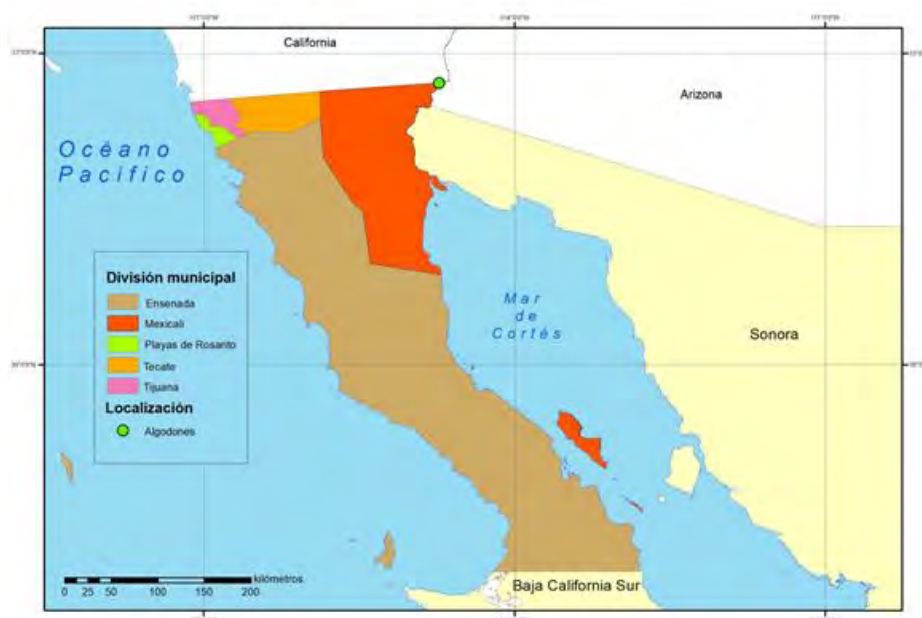 California
Arizona
Océano
Pacífico
División municipal
Ensenada
Mexicali
Playas de Rosarito
Tecate
Tijuana
Localización
Algodones
Mar
de
Cortés
Sonora
kilómetros
0 25 50 100 150 200
Baja California Sur